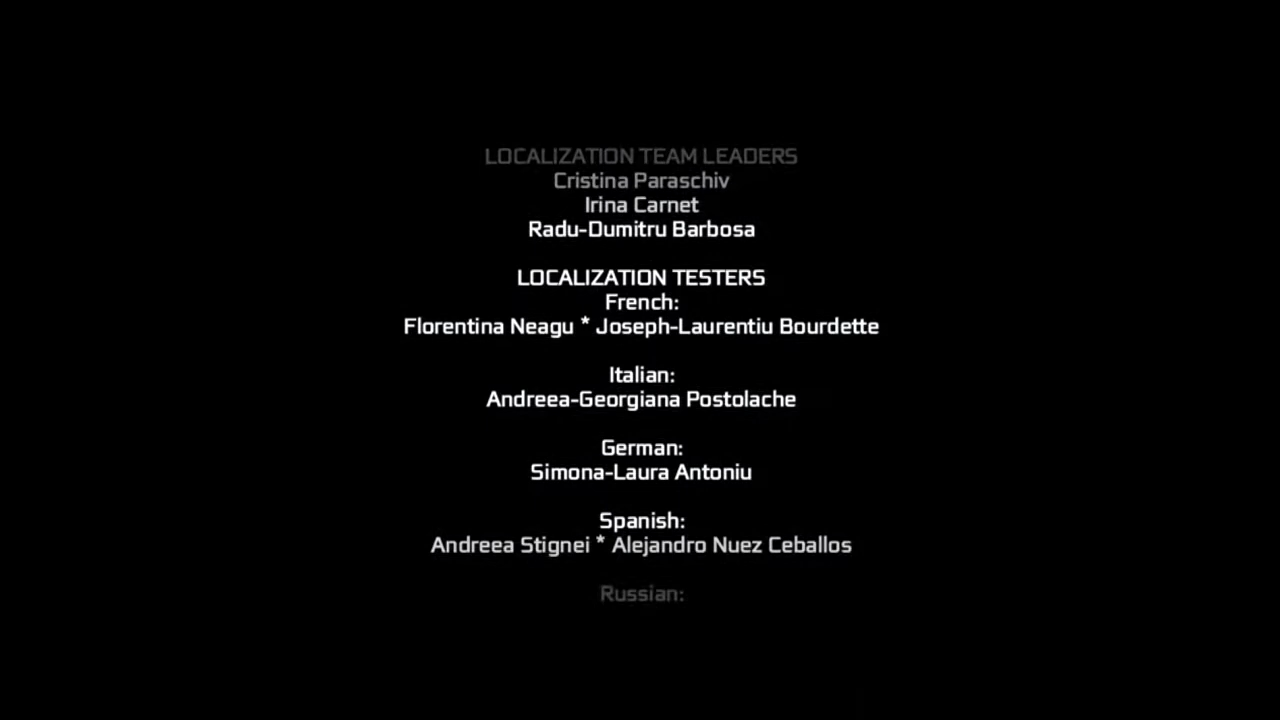 LOCALIZATION TEAM LEADERS
Cristina Paraschiv
Irina Carnet
Radu-Dumitru Barbosa
LOCALIZATION TESTERS
French:
Florentina Neagu * Joseph-Laurentiu Bourdette
Italian:
Andreea-Georgiana Postolache
German:
Simona-Laura Antoniu
Spanish:
Andreea Stignei * Alejandro Nuez Ceballos
Russian: